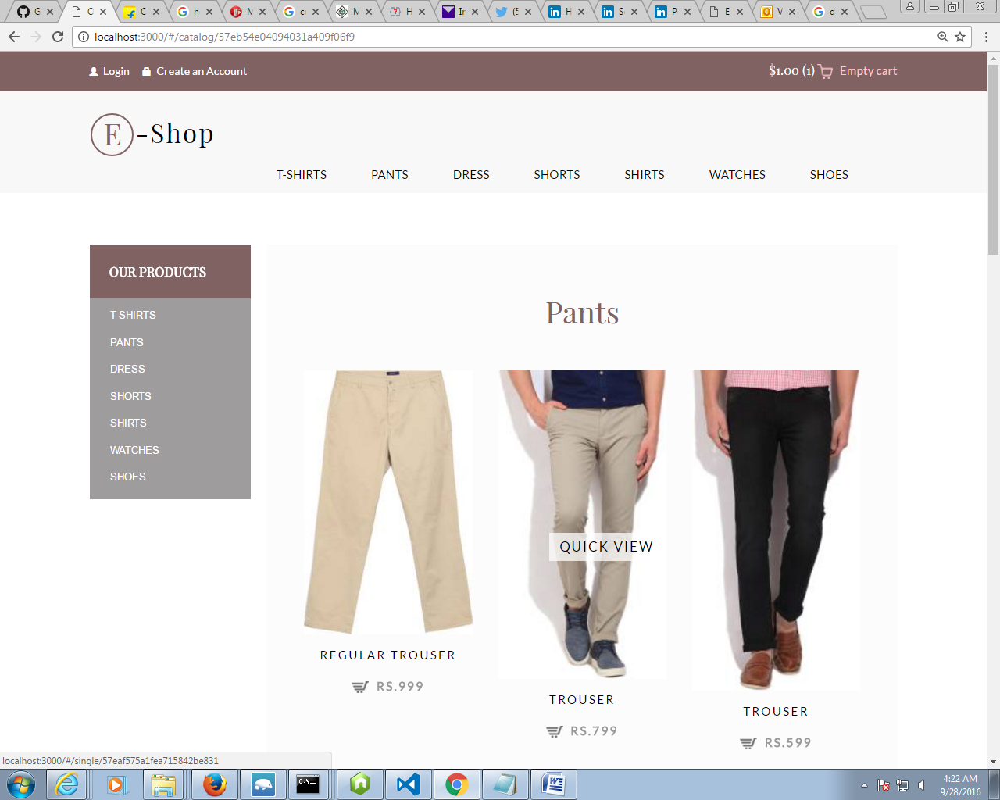 G C C h M c M H Ir (5 H S P E V d
localhost:3000/#/catalog/57eb54e04094031a409f06f9
Login Create an Account $1.00 (1) Empty cart
E -Shop
T-SHIRTS PANTS DRESS SHORTS SHIRTS WATCHES SHOES
OUR PRODUCTS
T-SHIRTS
PANTS
DRESS
SHORTS
SHIRTS
WATCHES
SHOES
Pants
QUICK VIEW
REGULAR TROUSER
RS.999
TROUSER
RS.799
TROUSER
RS.599
localhost:3000/#/single/57eaf575a1fea715842be831
C:\_
4:22 AM
9/28/2016